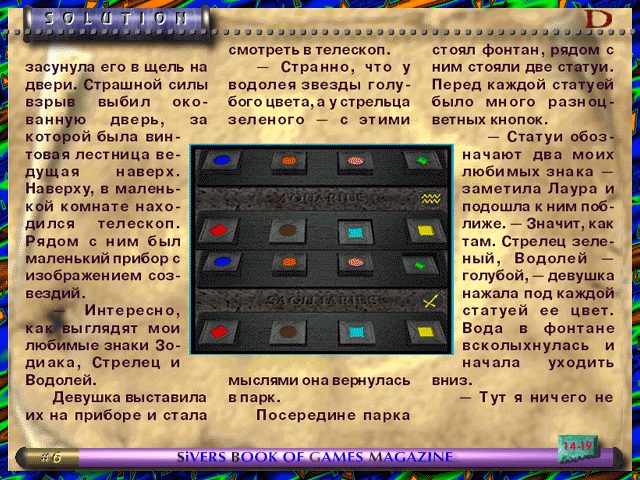 SOLUTION
D
засунула его в щель на
двери. Страшной силы
взрыв выбил око-
ванную дверь, за
которой была вин-
товая лестница ве-
дущая наверх.
Наверху, в малень-
кой комнате нахо-
дился телескоп.
Рядом с ним был
маленький прибор с
изображением соз-
вездий.
— Интересно,
как выглядят мои
любимые знаки Зо-
диака, Стрелец и
Водолей.
Девушка выставила
их на приборе и стала
смотреть в телескоп.
— Странно, что у
водолея звезды голу-
бого цвета, а у стрельца
зеленого — с этими
AQUARIUS
SAGITARIUS
мыслями она вернулась
в парк.
Посередине парка
стоял фонтан, рядом с
ним стояли две статуи.
Перед каждой статуей
было много разноц-
ветных кнопок.
— Статуи обоз-
начают два моих
любимых знака —
заметила Лаура и
подошла к ним поб-
лиже. — Значит, как
там. Стрелец зеле-
ный, Водолей —
голубой, — девушка
нажала под каждой
статуей ее цвет.
Вода в фонтане
всколыхнулась и
начала уходить
вниз.
— Тут я ничего не
#6
SiVERS BOOK OF GAMES MAGAZINE
14-19